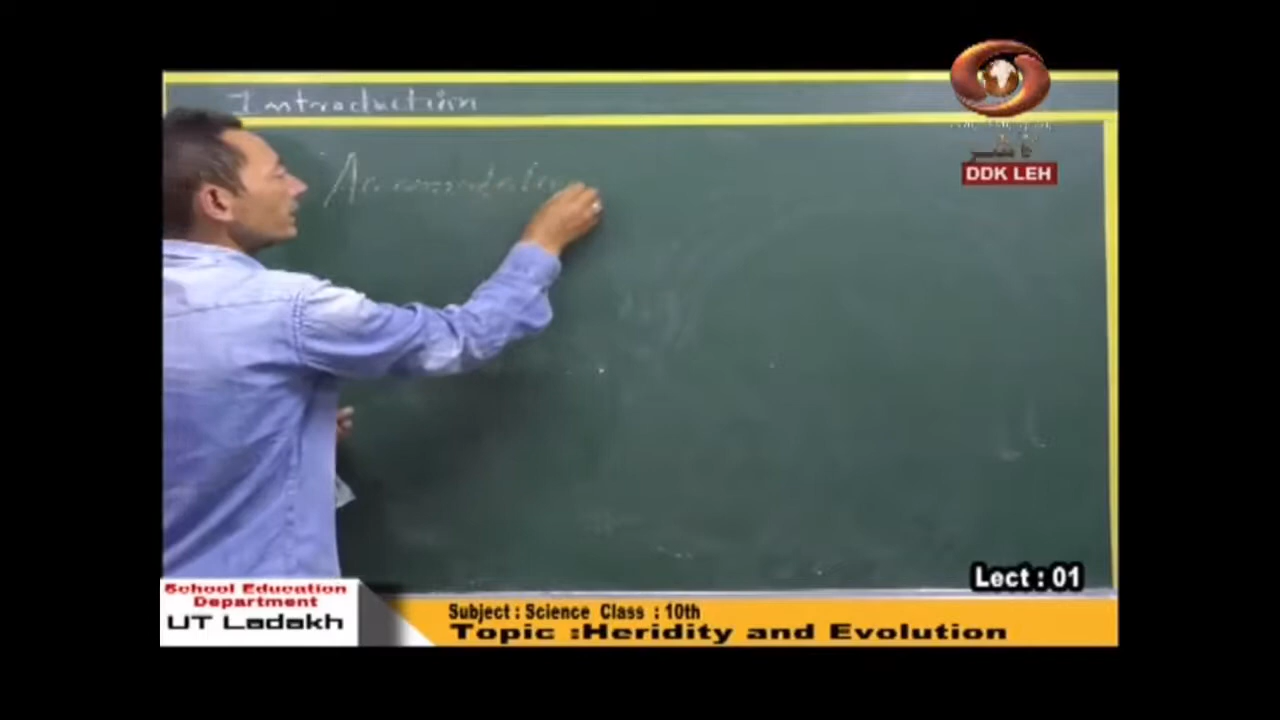 Introduction
DDK LEH
Lect : 01
School Education
Department
UT Ladakh
Subject : Science Class : 10th
Topic :Heridity and Evolution